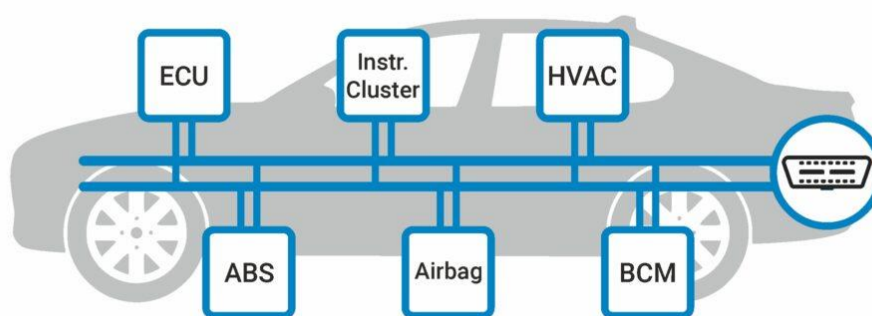 ECU
Instr.
Cluster
HVAC
ABS
Airbag
BCM